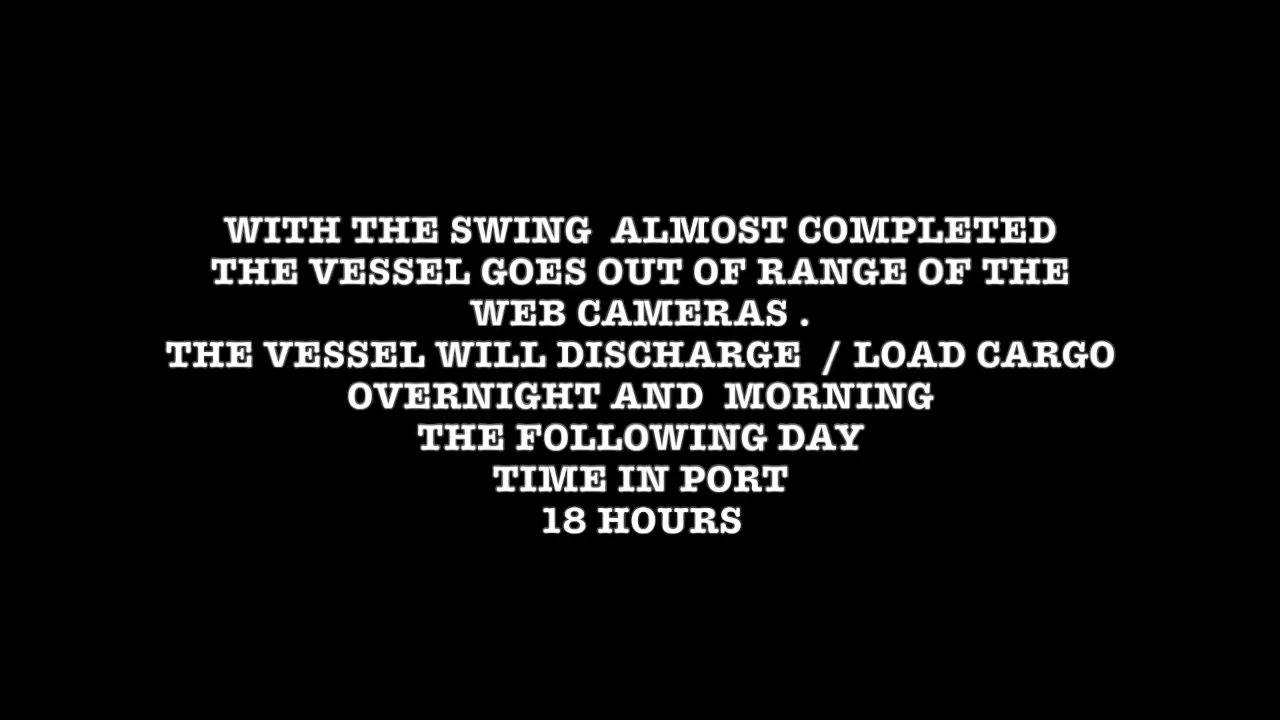 WITH THE SWING  ALMOST COMPLETED
THE VESSEL GOES OUT OF RANGE OF THE
WEB CAMERAS .
THE VESSEL WILL DISCHARGE  / LOAD CARGO
OVERNIGHT AND  MORNING
THE FOLLOWING DAY
TIME IN PORT
18 HOURS